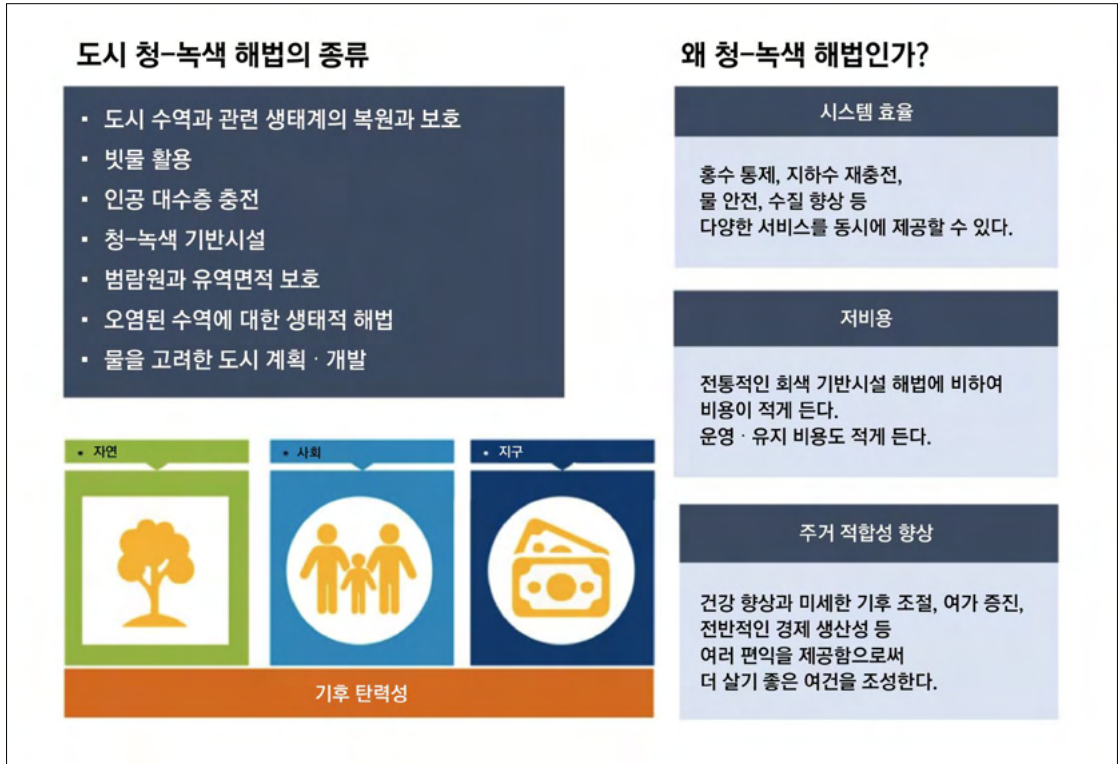 도시 청–녹색 해법의 종류
▪ 도시 수역과 관련 생태계의 복원과 보호
▪ 빗물 활용
▪ 인공 대수층 충전
▪ 청–녹색 기반시설
▪ 범람원과 유역면적 보호
▪ 오염된 수역에 대한 생태적 해법
▪ 물을 고려한 도시 계획 · 개발
• 자연
• 사회
• 지구
기후 탄력성
왜 청–녹색 해법인가?
시스템 효율
홍수 통제, 지하수 재충전,
물 안전, 수질 향상 등
다양한 서비스를 동시에 제공할 수 있다.
저비용
전통적인 회색 기반시설 해법에 비하여
비용이 적게 든다.
운영 · 유지 비용도 적게 든다.
주거 적합성 향상
건강 향상과 미세한 기후 조절, 여가 증진,
전반적인 경제 생산성 등
여러 편익을 제공함으로써
더 살기 좋은 여건을 조성한다.